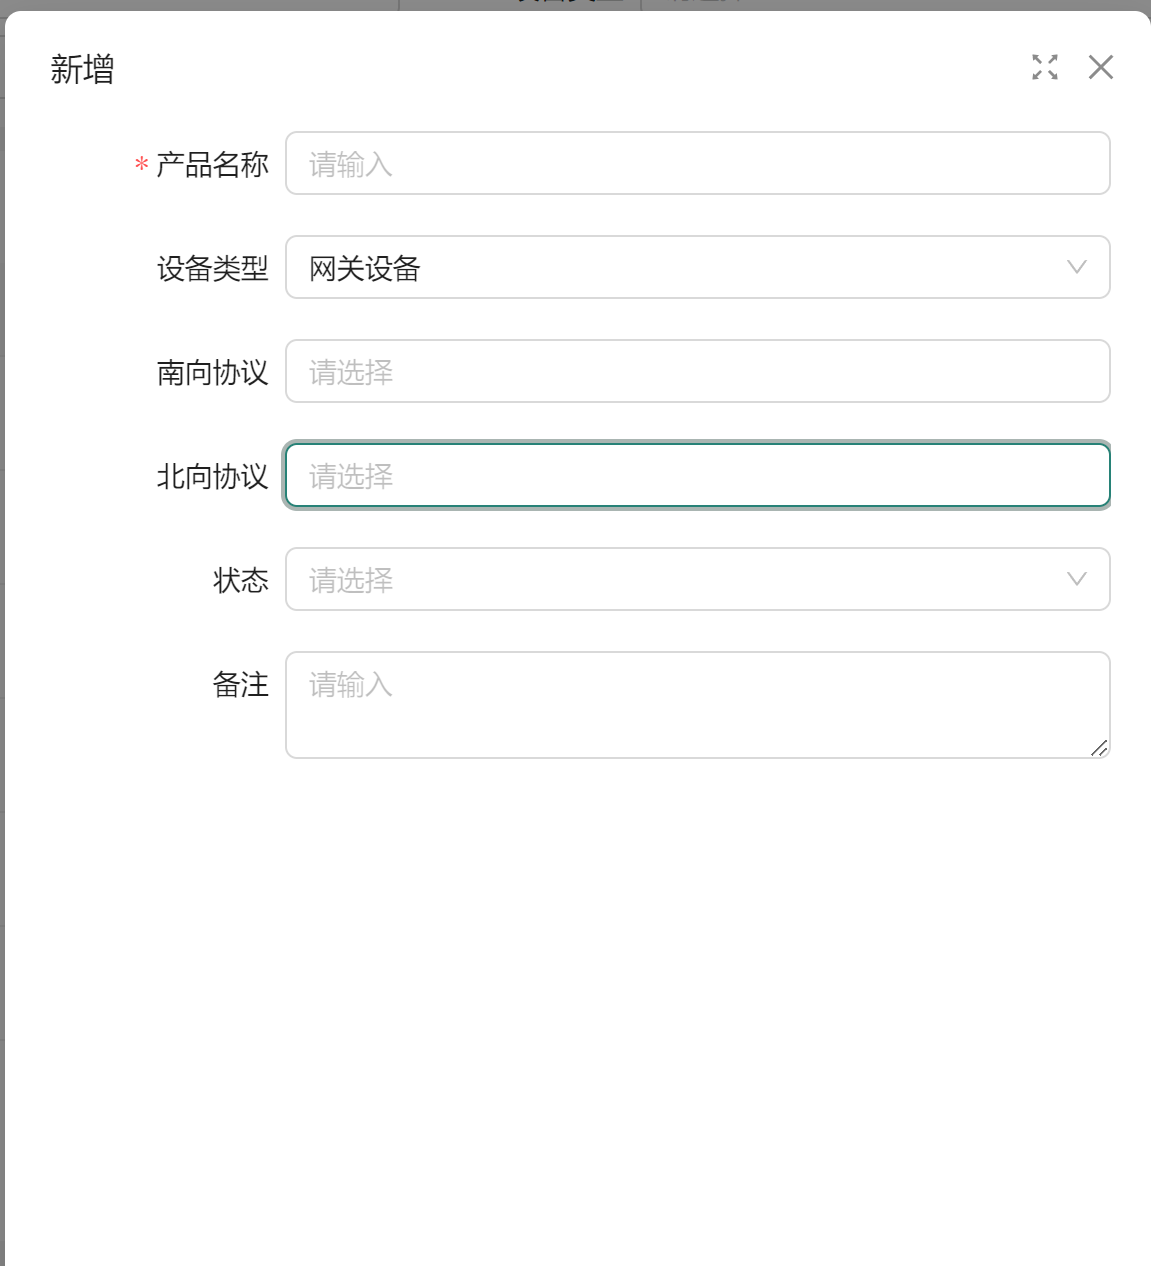 新增
* 产品名称 请输入
设备类型 网关设备
南向协议 请选择
北向协议 请选择
状态 请选择
备注 请输入